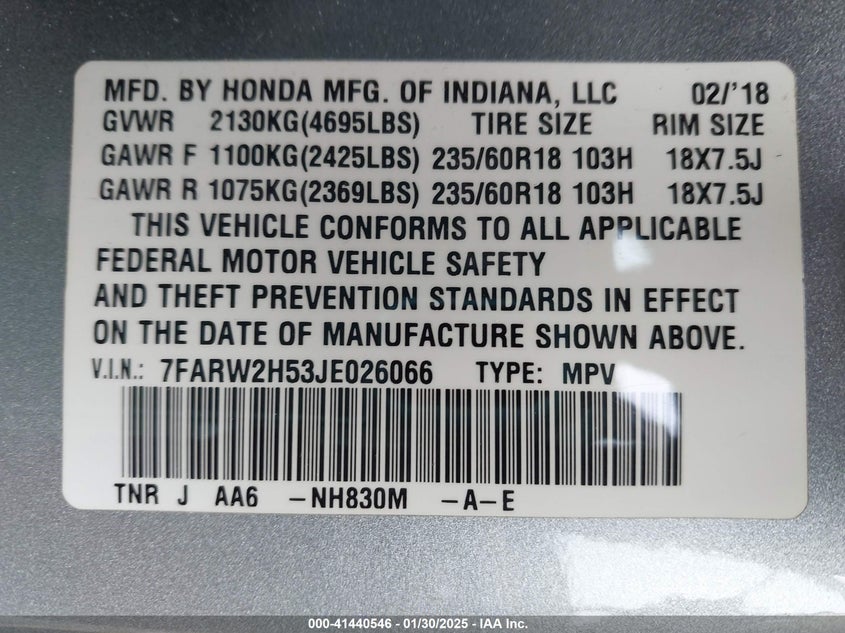 MFD. BY HONDA MFG. OF INDIANA, LLC 02/'18
GVWR 2130KG(4695LBS) TIRE SIZE RIM SIZE
GAWR F 1100KG(2425LBS) 235/60R18 103H 18X7.5J
GAWR R 1075KG(2369LBS) 235/60R18 103H 18X7.5J
THIS VEHICLE CONFORMS TO ALL APPLICABLE
FEDERAL MOTOR VEHICLE SAFETY
AND THEFT PREVENTION STANDARDS IN EFFECT
ON THE DATE OF MANUFACTURE SHOWN ABOVE.
V.I.N.: 7FARW2H53JE026066 TYPE: MPV
TNR J AA6 -NH830M -A-E
000-41440546 — 01/30/2025 — IAA Inc.